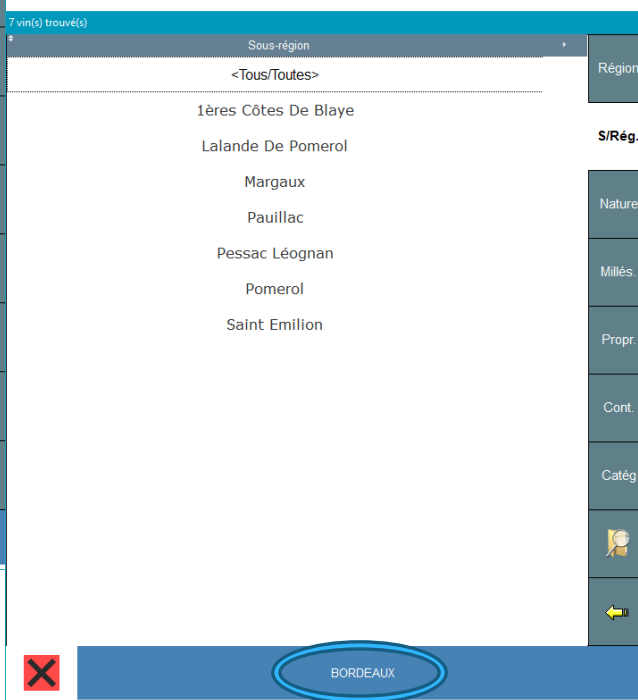 7 vin(s) trouvé(s)
Sous-région
<Tous/Toutes>
1ères Côtes De Blaye
Lalande De Pomerol
Margaux
Pauillac
Pessac Léognan
Pomerol
Saint Emilion
Région
S/Rég.
Nature
Millés.
Propr.
Cont.
Catég
BORDEAUX